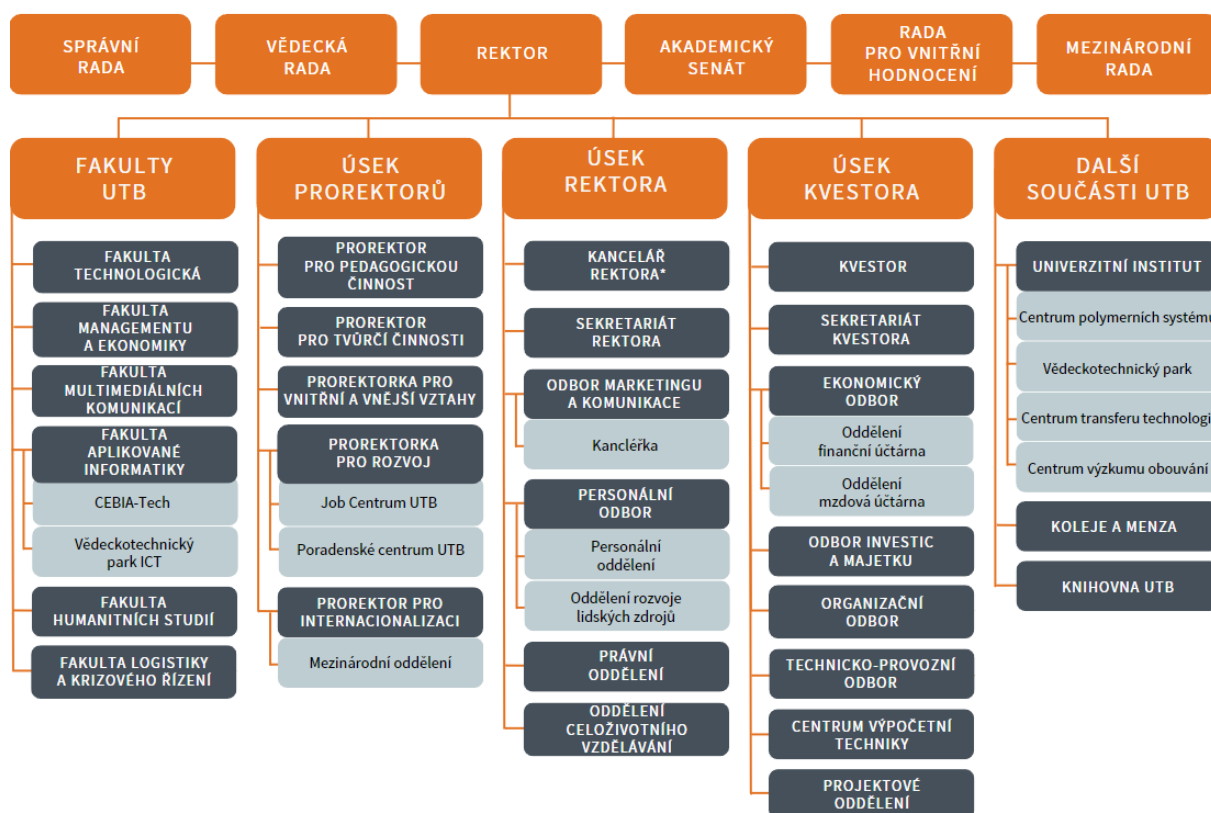 SPRÁVNÍ
RADA
VĚDECKÁ
RADA
REKTOR
AKADEMICKÝ
SENÁT
RADA
PRO VNITŘNÍ
HODNOCENÍ
MEZINÁRODNÍ
RADA
FAKULTY
UTB
FAKULTA
TECHNOLOGICKÁ
FAKULTA
MANAGEMENTU
A EKONOMIKY
FAKULTA
MULTIMEDIÁLNÍCH
KOMUNIKACÍ
FAKULTA
APLIKOVANÉ
INFORMATIKY
CEBIA-Tech
Vědeckotechnický
park ICT
FAKULTA
HUMANITNÍCH STUDIÍ
FAKULTA LOGISTIKY
A KRIZOVÉHO ŘÍZENÍ
ÚSEK
PROREKTORŮ
PROREKTOR
PRO PEDAGOGICKOU
ČINNOST
PROREKTOR
PRO TVŮRČÍ ČINNOSTI
PROREKTORKA PRO
VNITŘNÍ A VNĚJŠÍ VZTAHY
PROREKTORKA
PRO ROZVOJ
Job Centrum UTB
Poradenské centrum UTB
PROREKTOR PRO
INTERNACIONALIZACI
Mezinárodní oddělení
ÚSEK
REKTORA
KANCELÁŘ
REKTORA*
SEKRETARIÁT
REKTORA
ODBOR MARKETINGU
A KOMUNIKACE
Kancléřka
PERSONÁLNÍ
ODBOR
Personální
oddělení
Oddělení rozvoje
lidských zdrojů
PRÁVNÍ
ODDĚLENÍ
ODDĚLENÍ
CELOŽIVOTNÍHO
VZDĚLÁVÁNÍ
ÚSEK
KVESTORA
KVESTOR
SEKRETARIÁT
KVESTORA
EKONOMICKÝ
ODBOR
Oddělení
finanční účtárna
Oddělení
mzdová účtárna
ODBOR INVESTIC
A MAJETKU
ORGANIZAČNÍ
ODBOR
TECHNICKO-PROVOZNÍ
ODBOR
CENTRUM VÝPOČETNÍ
TECHNIKY
PROJEKTOVÉ
ODDĚLENÍ
DALŠÍ
SOUČÁSTI UTB
UNIVERZITNÍ INSTITUT
Centrum polymerních systémů
Vědeckotechnický park
Centrum transferu technologi
Centrum výzkumu obouvání
KOLEJE A MENZA
KNIHOVNA UTB